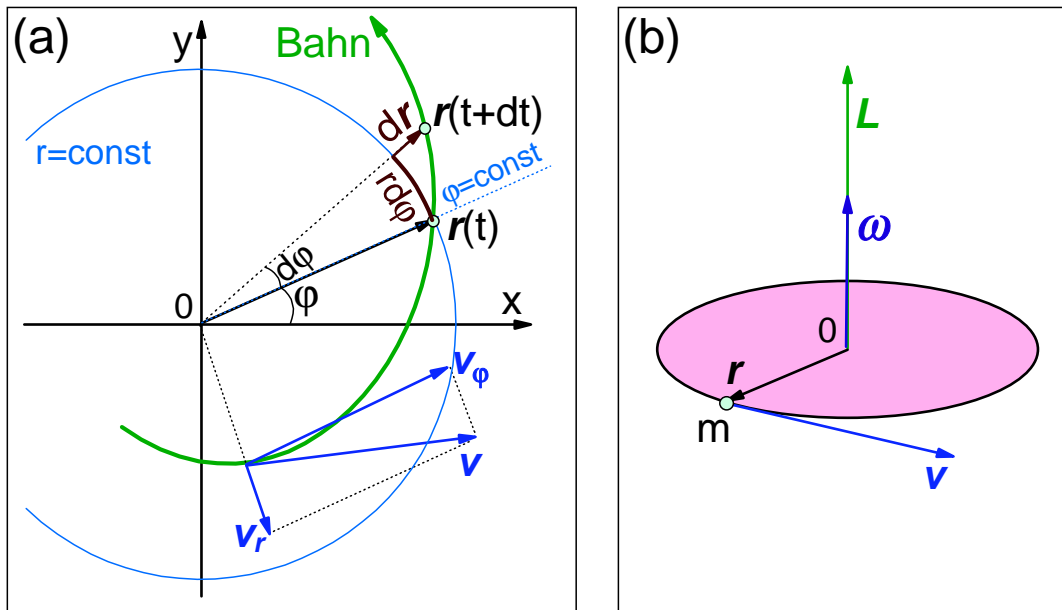 (a)
y
Bahn
dr
r(t+dt)
r=const
rdφ
φ=const
r(t)
dφ
φ
0
x
vφ
v
vr
(b)
L
ω
0
r
m
v